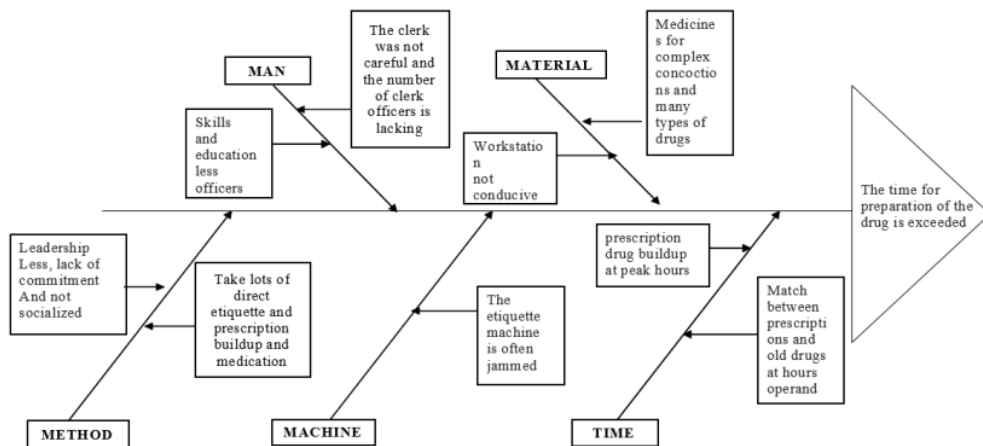 MAN
The clerk
was not
careful and
the number
of clerk
officers is
lacking
Skills
and
education
less
officers
MATERIAL
Medicine
s for
complex
concoctio
ns and
many
types of
drugs
Workstatio
n
not
conducive
The time for
preparation of the
drug is exceeded
Leadership
Less, lack of
commitment
And not
socialized
Take lots of
direct
etiquette and
prescription
buildup and
medication
METHOD
The
etiquette
machine
is often
jammed
MACHINE
prescription
drug buildup
at peak hours
Match
between
prescripti
ons and
old drugs
at hours
operand
TIME